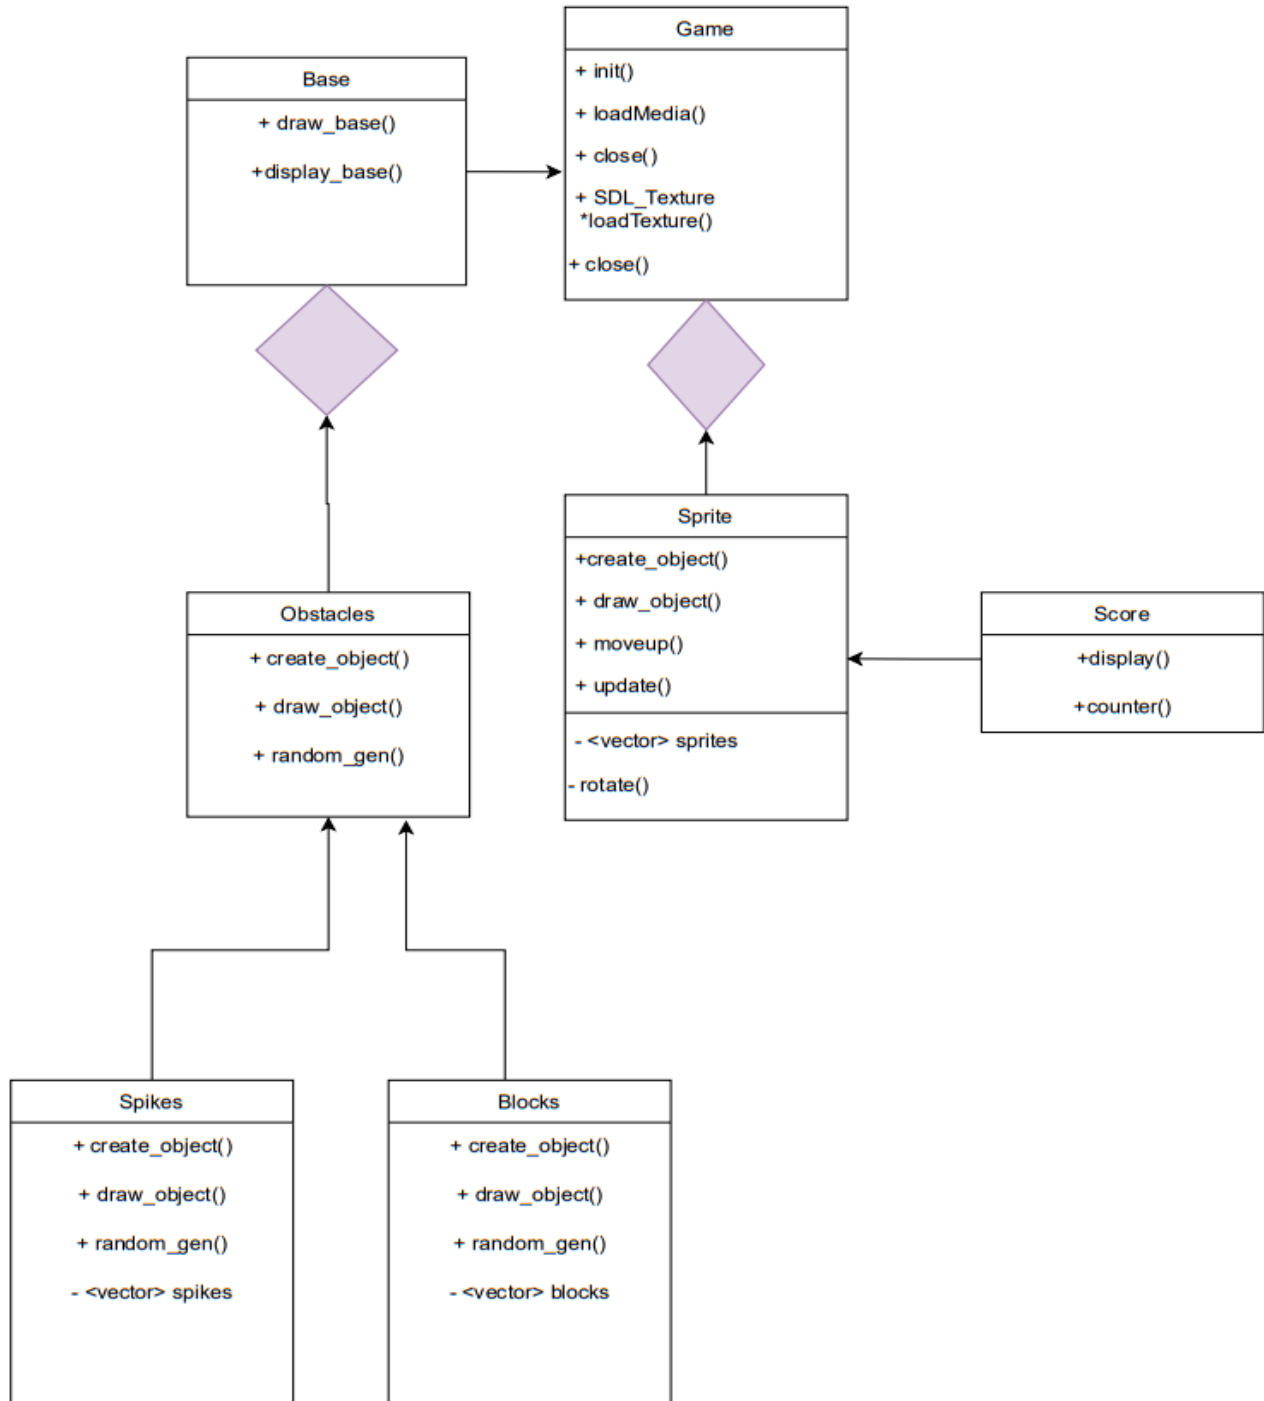 Game
+ init()
+ loadMedia()
+ close()
+ SDL_Texture
*loadTexture()
+ close()
Base
+ draw_base()
+display_base()
Sprite
+create_object()
+ draw_object()
+ moveup()
+ update()
- <vector> sprites
- rotate()
Score
+display()
+counter()
Obstacles
+ create_object()
+ draw_object()
+ random_gen()
Spikes
+ create_object()
+ draw_object()
+ random_gen()
- <vector> spikes
Blocks
+ create_object()
+ draw_object()
+ random_gen()
- <vector> blocks